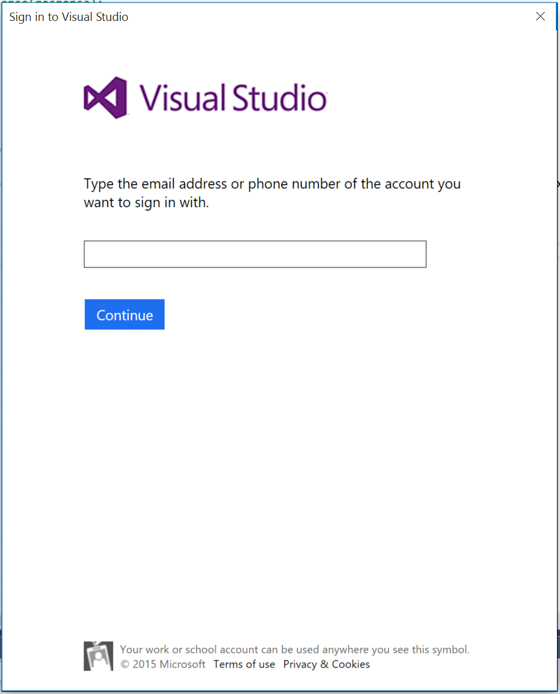 Sign in to Visual Studio
Visual Studio
Type the email address or phone number of the account you
want to sign in with.
Continue
Your work or school account can be used anywhere you see this symbol.
© 2015 Microsoft Terms of use Privacy & Cookies